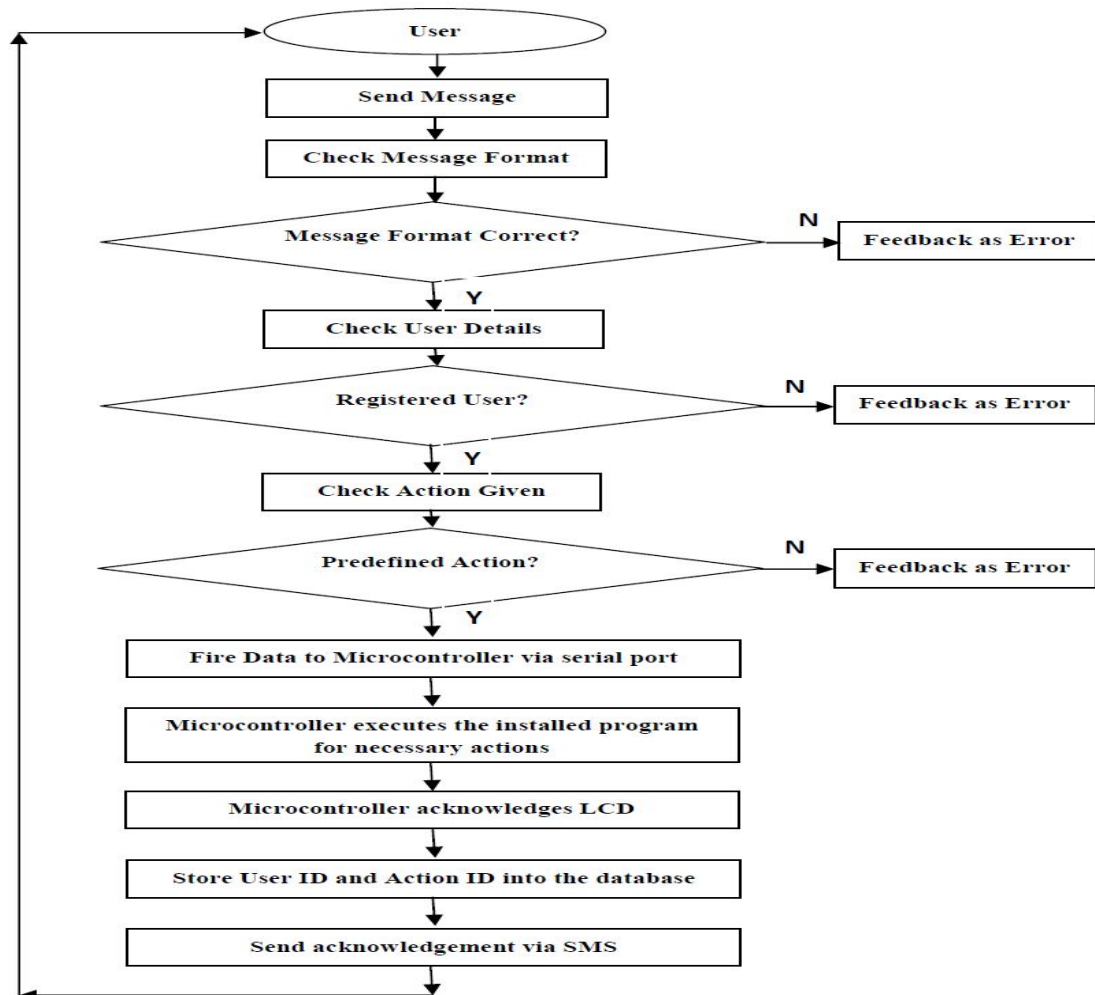 User
Send Message
Check Message Format
Message Format Correct?
N
Feedback as Error
Y
Check User Details
Registered User?
N
Feedback as Error
Y
Check Action Given
Predefined Action?
N
Feedback as Error
Y
Fire Data to Microcontroller via serial port
Microcontroller executes the installed program
for necessary actions
Microcontroller acknowledges LCD
Store User ID and Action ID into the database
Send acknowledgement via SMS